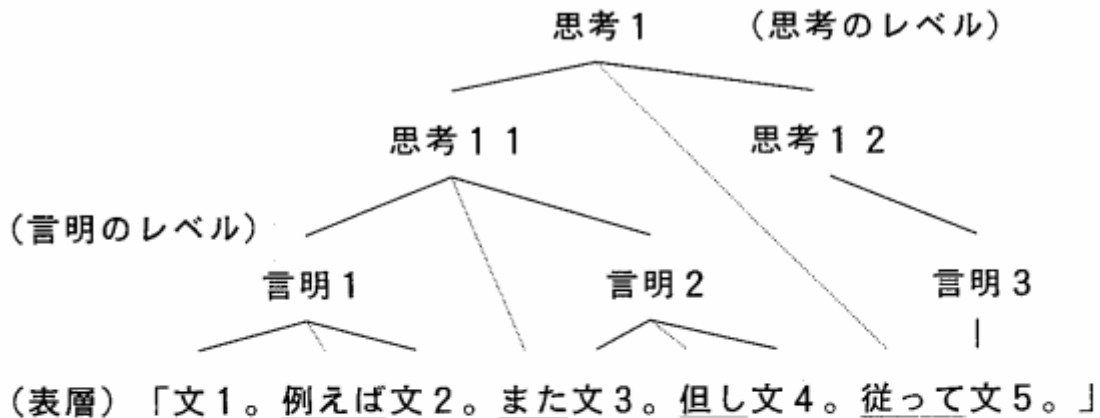 思考1 (思考のレベル)
思考11 思考12
(言明のレベル)
言明1 言明2 言明3
(表層)「文1。例えば文2。また文3。但し文4。従って文5。」